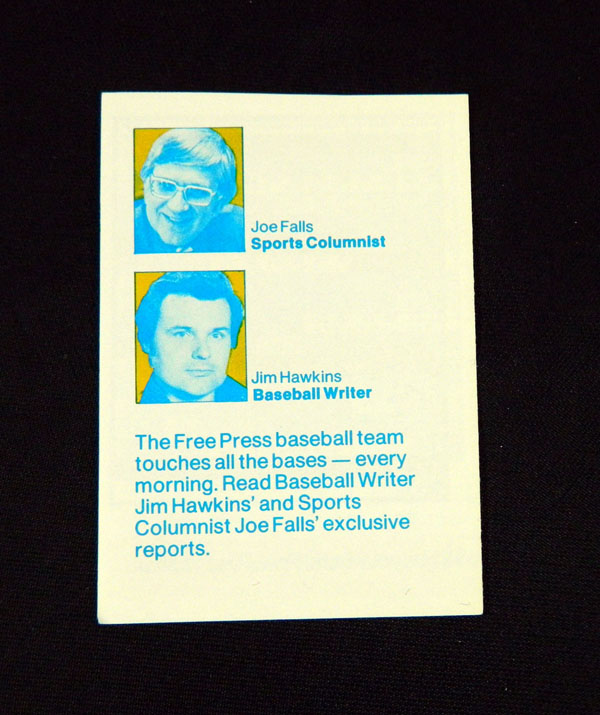 Joe Falls
Sports Columnist
Jim Hawkins
Baseball Writer
The Free Press baseball team
touches all the bases — every
morning. Read Baseball Writer
Jim Hawkins' and Sports
Columnist Joe Falls' exclusive
reports.